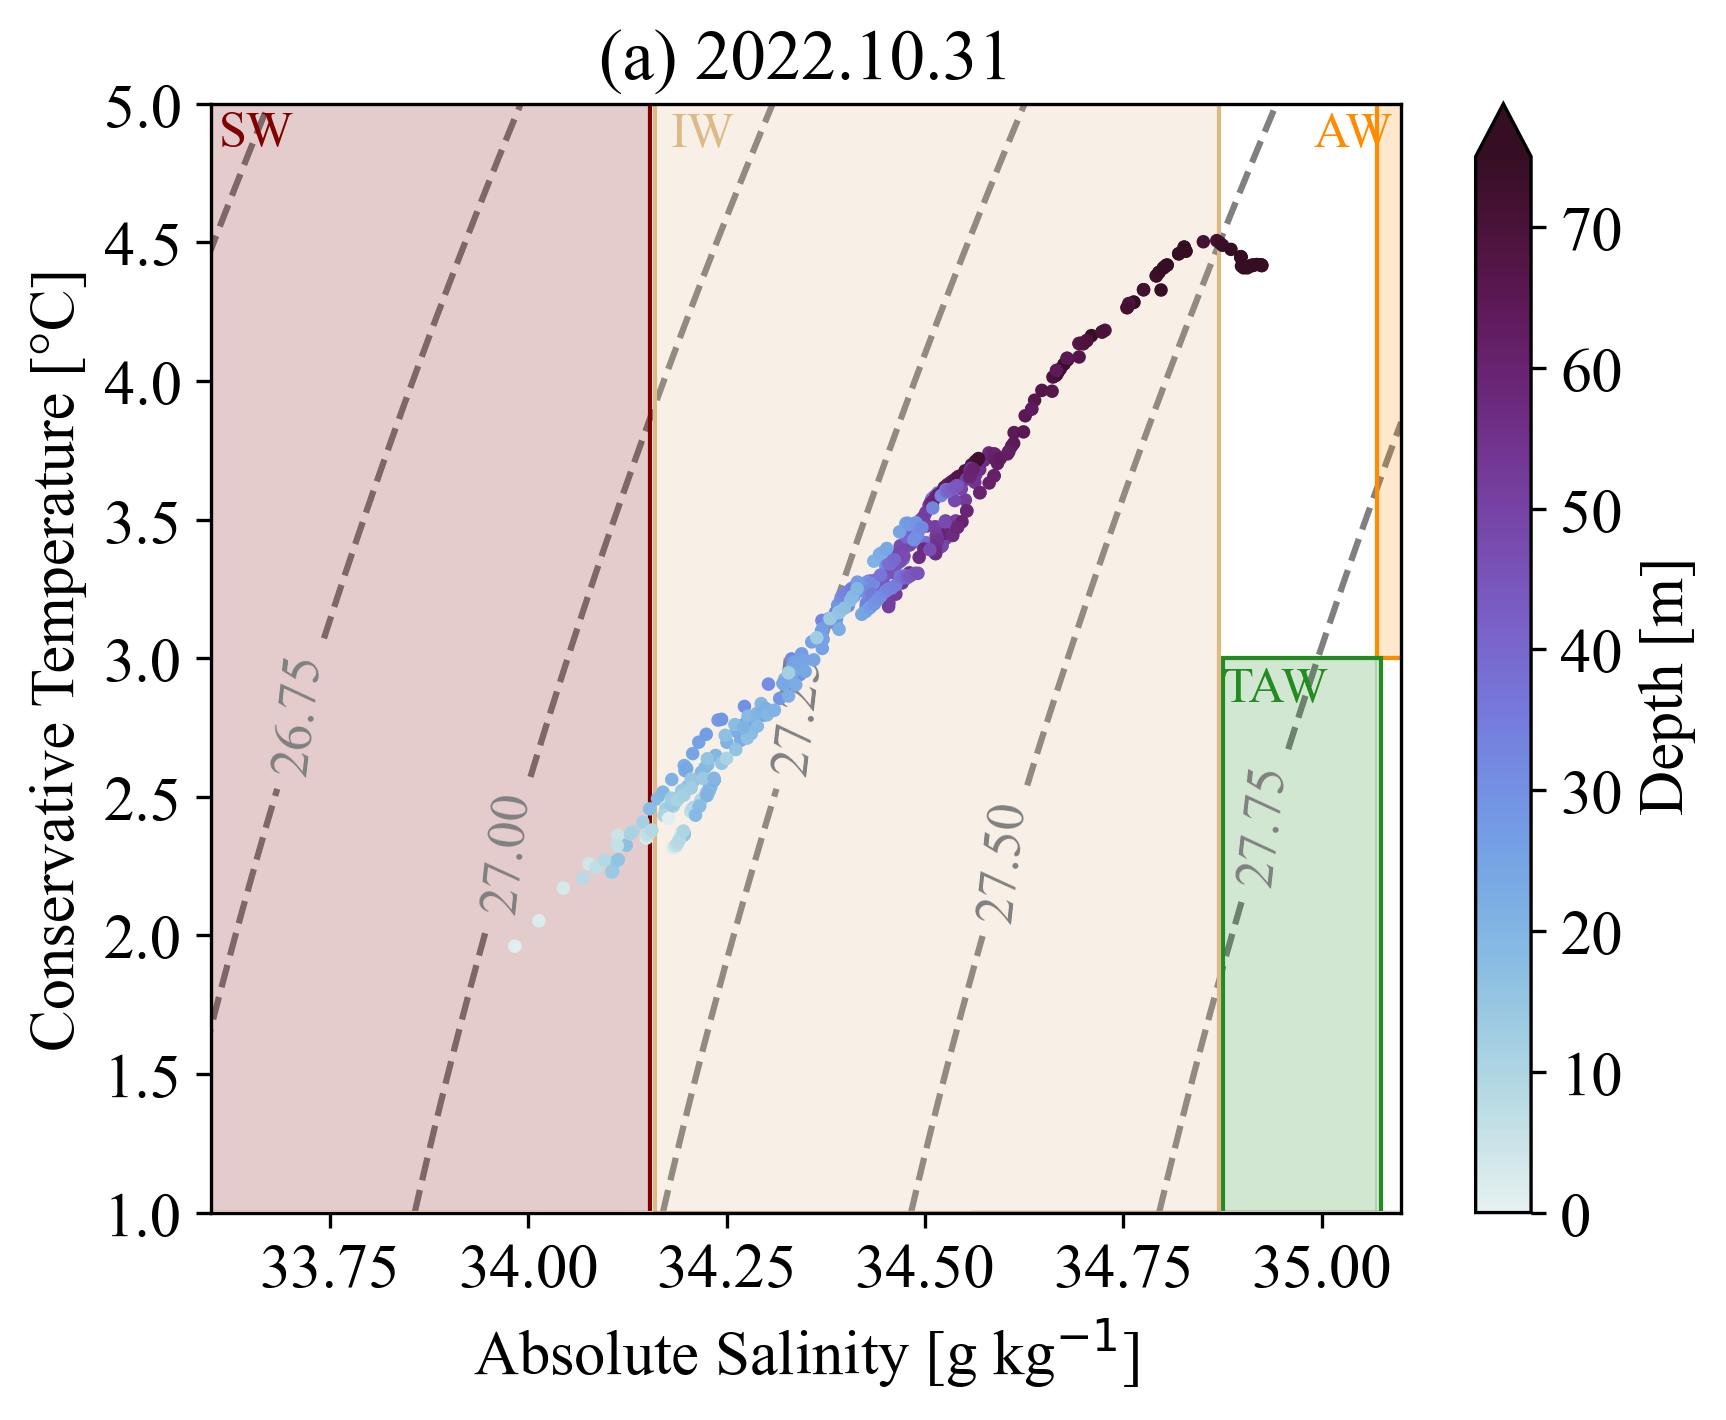 (a) 2022.10.31
5.0
4.5
4.0
3.5
3.0
2.5
2.0
1.5
1.0
Conservative Temperature [°C]
SW
IW
AW
TAW
26.75
27.00
27.25
27.50
27.75
33.75 34.00 34.25 34.50 34.75 35.00
Absolute Salinity [g kg⁻¹]
70
60
50
40
30
20
10
0
Depth [m]